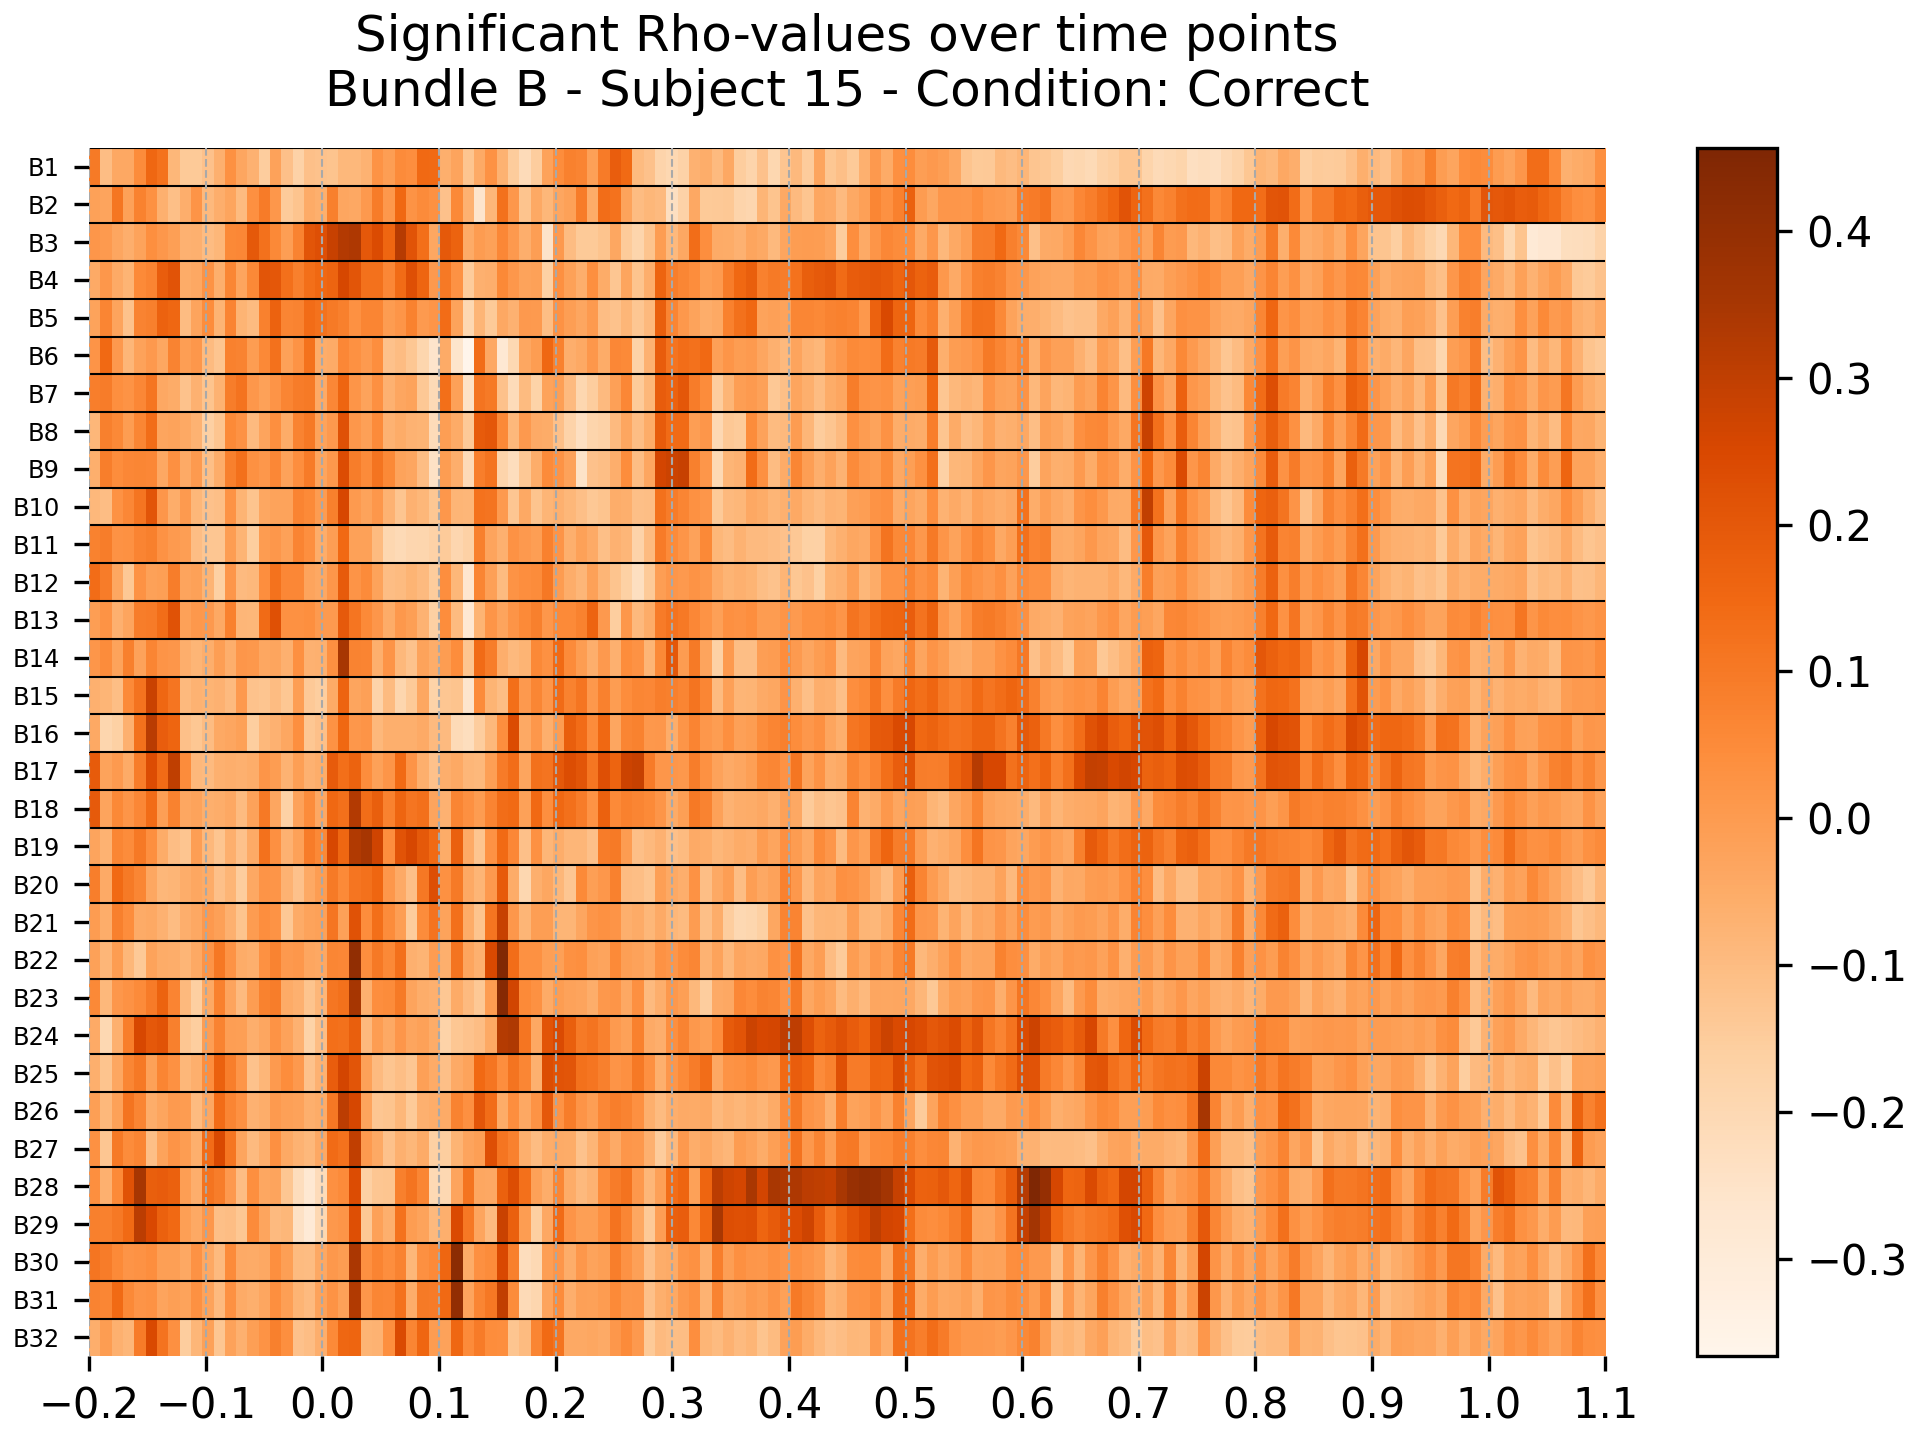 Significant Rho-values over time points
Bundle B - Subject 15 - Condition: Correct
B1
B2
B3
B4
B5
B6
B7
B8
B9
B10
B11
B12
B13
B14
B15
B16
B17
B18
B19
B20
B21
B22
B23
B24
B25
B26
B27
B28
B29
B30
B31
B32
−0.2 −0.1 0.0 0.1 0.2 0.3 0.4 0.5 0.6 0.7 0.8 0.9 1.0 1.1
0.4
0.3
0.2
0.1
0.0
−0.1
−0.2
−0.3